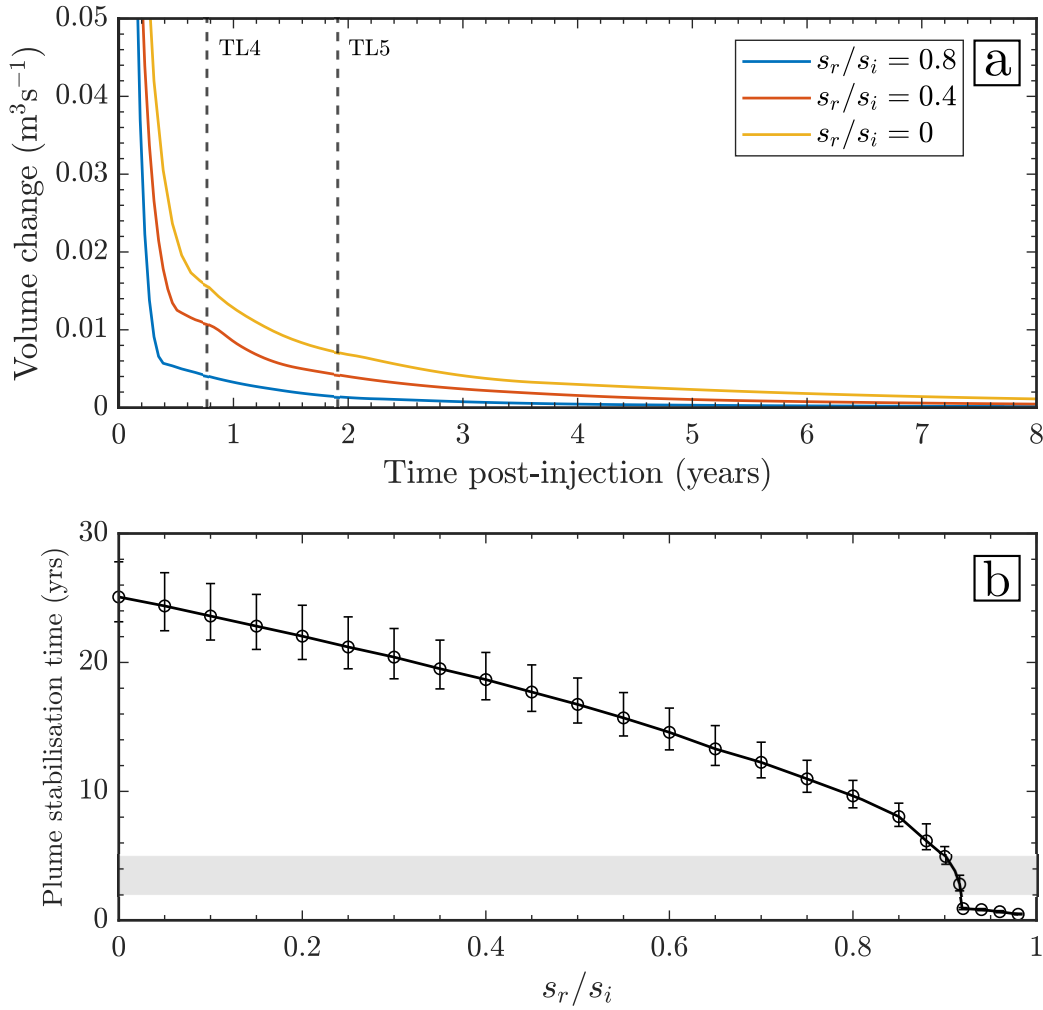 0.05
0.04
0.03
0.02
0.01
0
Volume change (m³s⁻¹)
TL4
TL5
s_r/s_i = 0.8
s_r/s_i = 0.4
s_r/s_i = 0
a
0 1 2 3 4 5 6 7 8
Time post-injection (years)
30
20
10
0
Plume stabilisation time (yrs)
b
0 0.2 0.4 0.6 0.8 1
s_r/s_i